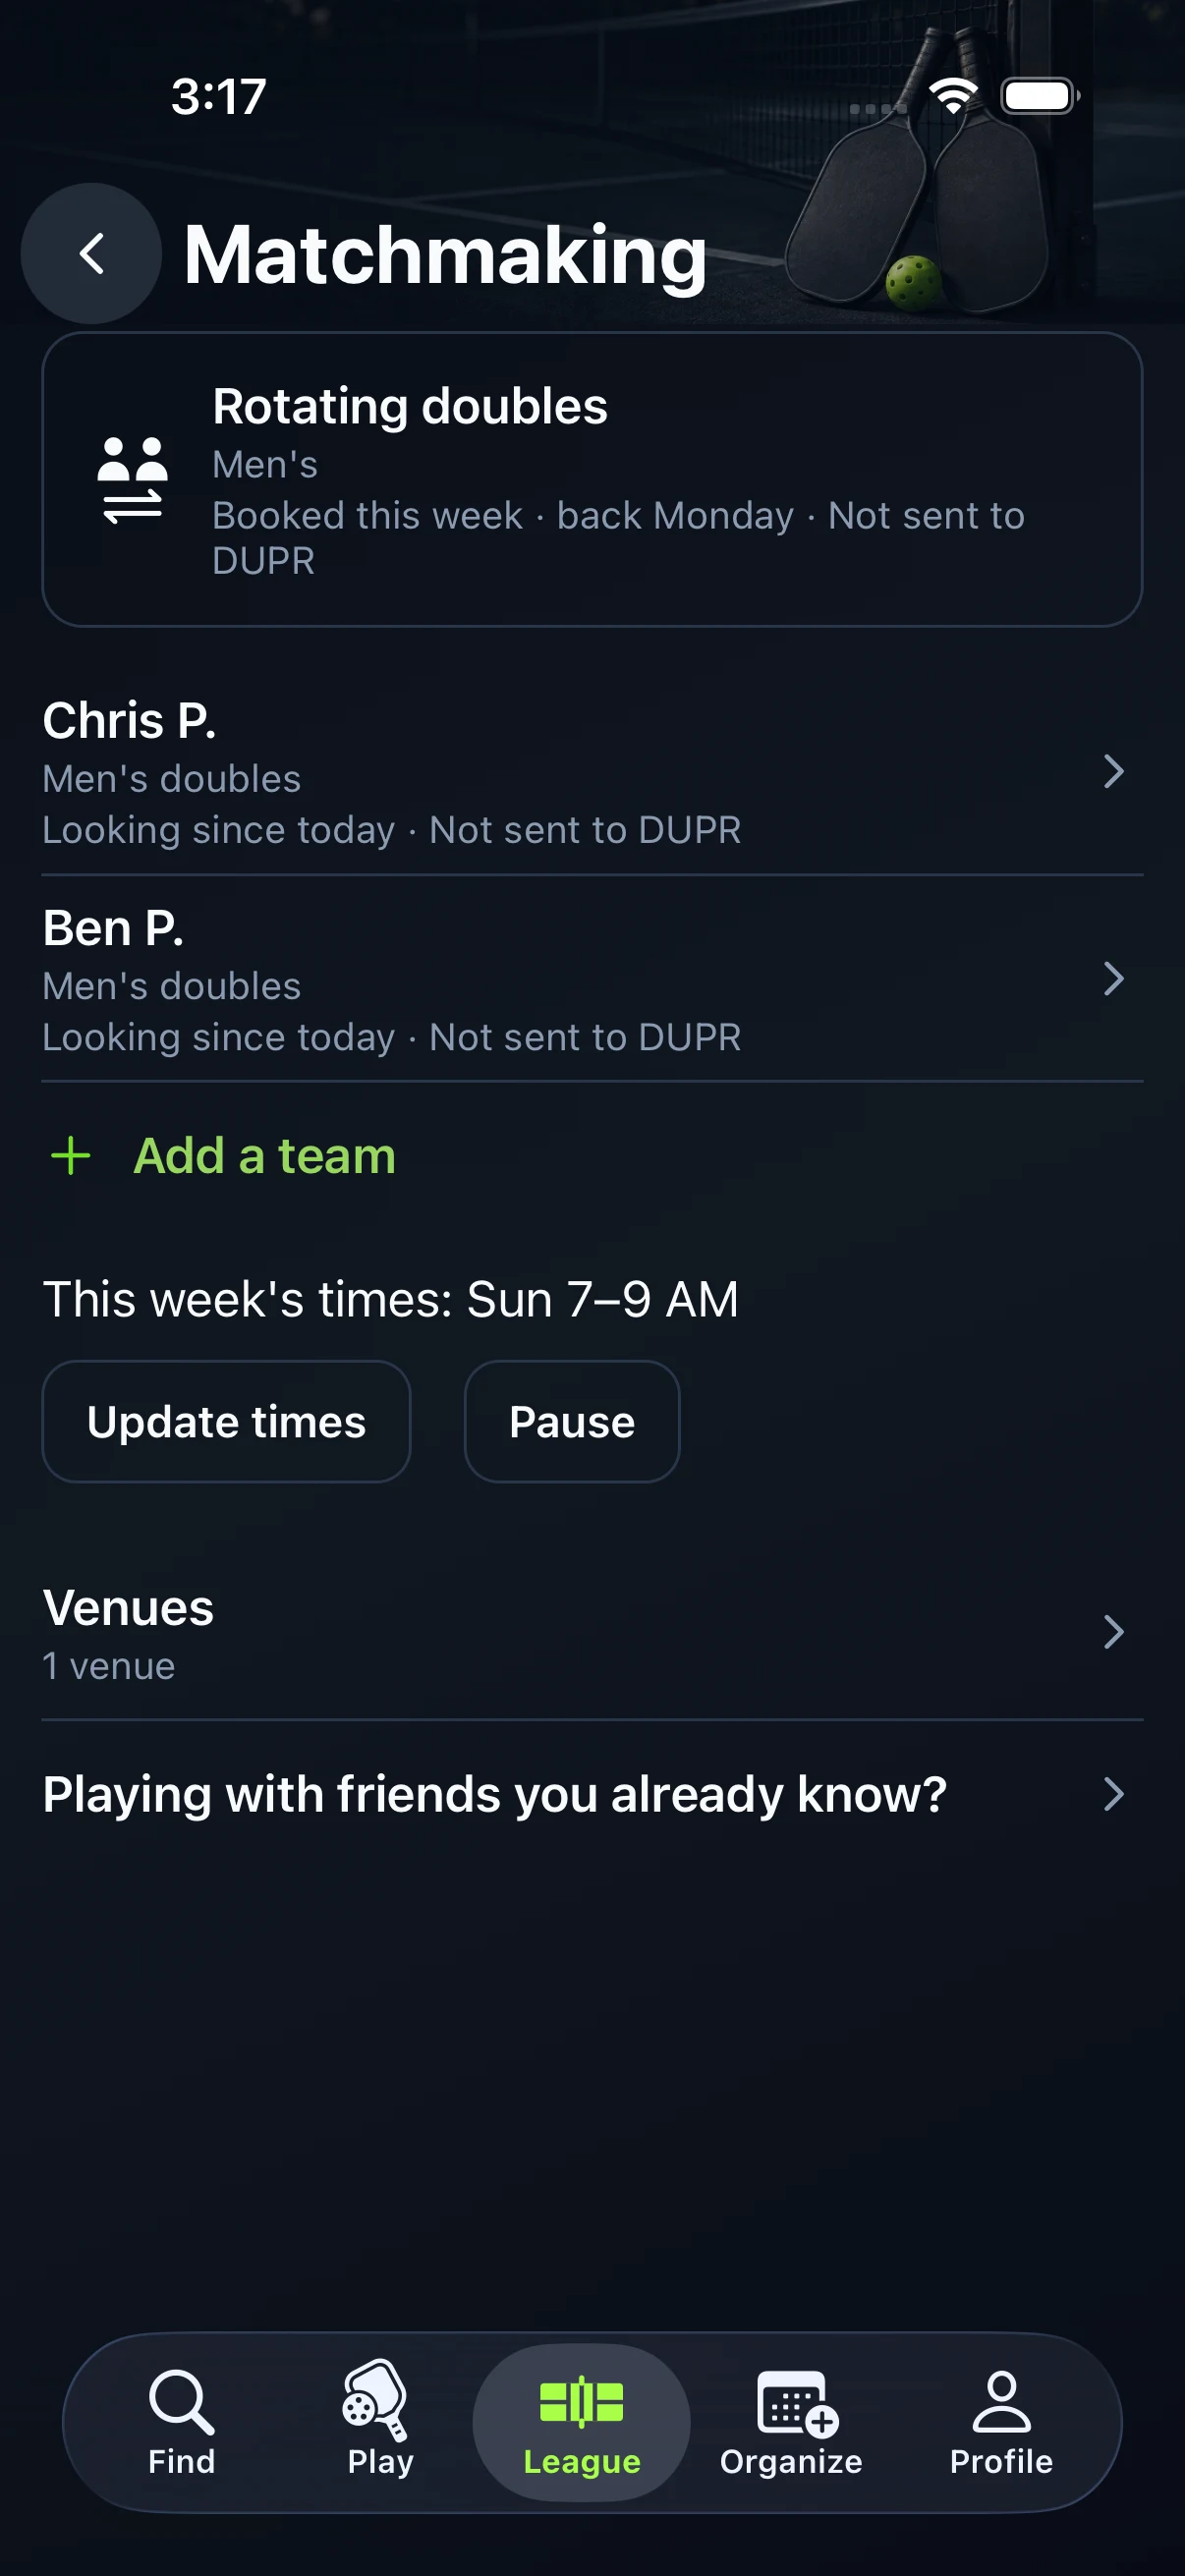 3:17
Matchmaking
Rotating doubles
Men's
Booked this week · back Monday · Not sent to
DUPR
Chris P.
Men's doubles
Looking since today · Not sent to DUPR
Ben P.
Men's doubles
Looking since today · Not sent to DUPR
+ Add a team
This week's times: Sun 7–9 AM
Update times Pause
Venues
1 venue
Playing with friends you already know?
Find Play League Organize Profile